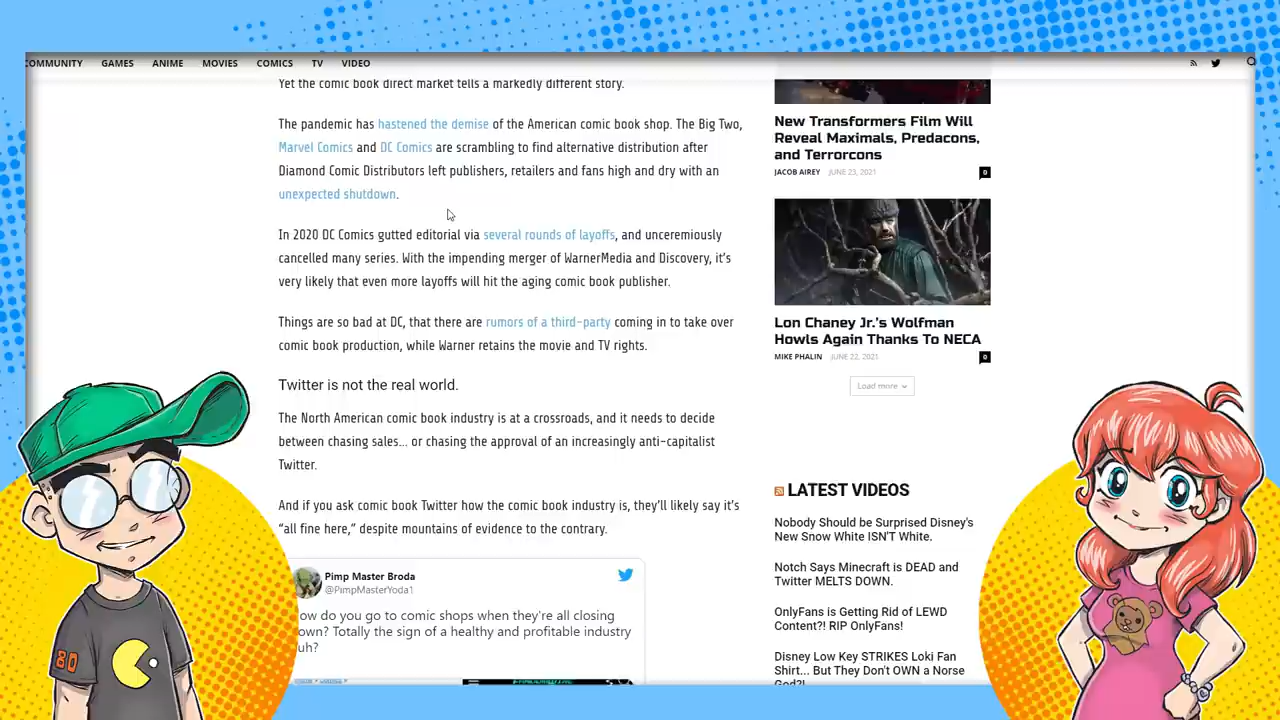 COMMUNITY GAMES ANIME MOVIES COMICS TV VIDEO
Yet the comic book direct market tells a markedly different story.
The pandemic has hastened the demise of the American comic book shop. The Big Two,
Marvel Comics and DC Comics are scrambling to find alternative distribution after
Diamond Comic Distributors left publishers, retailers and fans high and dry with an
unexpected shutdown.
In 2020 DC Comics gutted editorial via several rounds of layoffs, and unceremiously
cancelled many series. With the impending merger of WarnerMedia and Discovery, it's
very likely that even more layoffs will hit the aging comic book publisher.
Things are so bad at DC, that there are rumors of a third-party coming in to take over
comic book production, while Warner retains the movie and TV rights.
Twitter is not the real world.
The North American comic book industry is at a crossroads, and it needs to decide
between chasing sales... or chasing the approval of an increasingly anti-capitalist
Twitter.
And if you ask comic book Twitter how the comic book industry is, they'll likely say it's
"all fine here," despite mountains of evidence to the contrary.
Pimp Master Broda
@PimpMasterYoda1
ow do you go to comic shops when they're all closing
own? Totally the sign of a healthy and profitable industry
uh?
New Transformers Film Will
Reveal Maximals, Predacons,
and Terrorcons
JACOB AIREY JUNE 23, 2021 0
Lon Chaney Jr.'s Wolfman
Howls Again Thanks To NECA
MIKE PHALIN JUNE 22, 2021 0
Load more
LATEST VIDEOS
Nobody Should be Surprised Disney's
New Snow White ISN'T White.
Notch Says Minecraft is DEAD and
Twitter MELTS DOWN.
OnlyFans is Getting Rid of LEWD
Content?! RIP OnlyFans!
Disney Low Key STRIKES Loki Fan
Shirt... But They Don't OWN a Norse
God?!
80